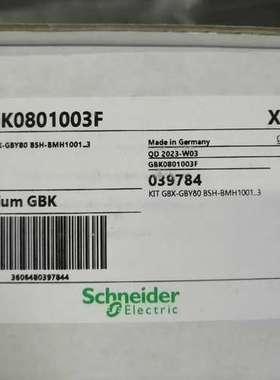 K0801003F
X
X-GBY80 BSH-BMH1001..3
Made in Germany
QD 2023-W03
GBK0801003F
039784
KIT GBX-GBY80 BSH-BMH1001..3
ium GBK
3606480397844
Schneider
Electric